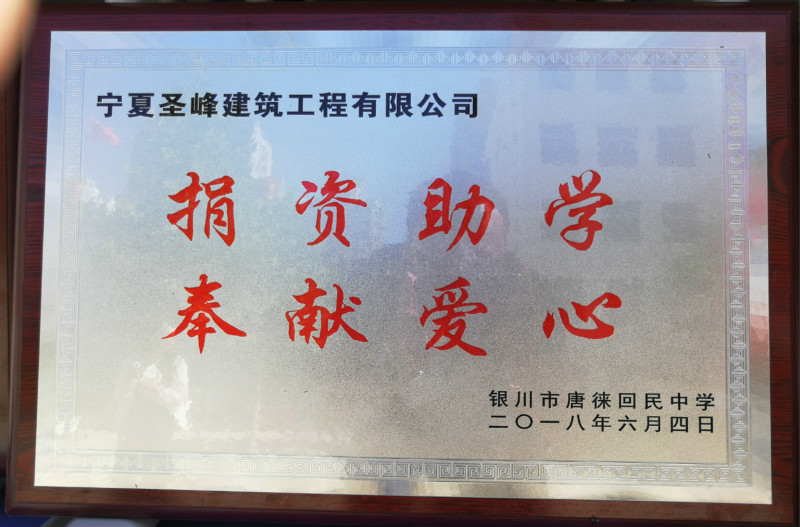 宁夏圣峰建筑工程有限公司
捐资助学
奉献爱心
银川市唐徕回民中学
二〇一八年六月四日